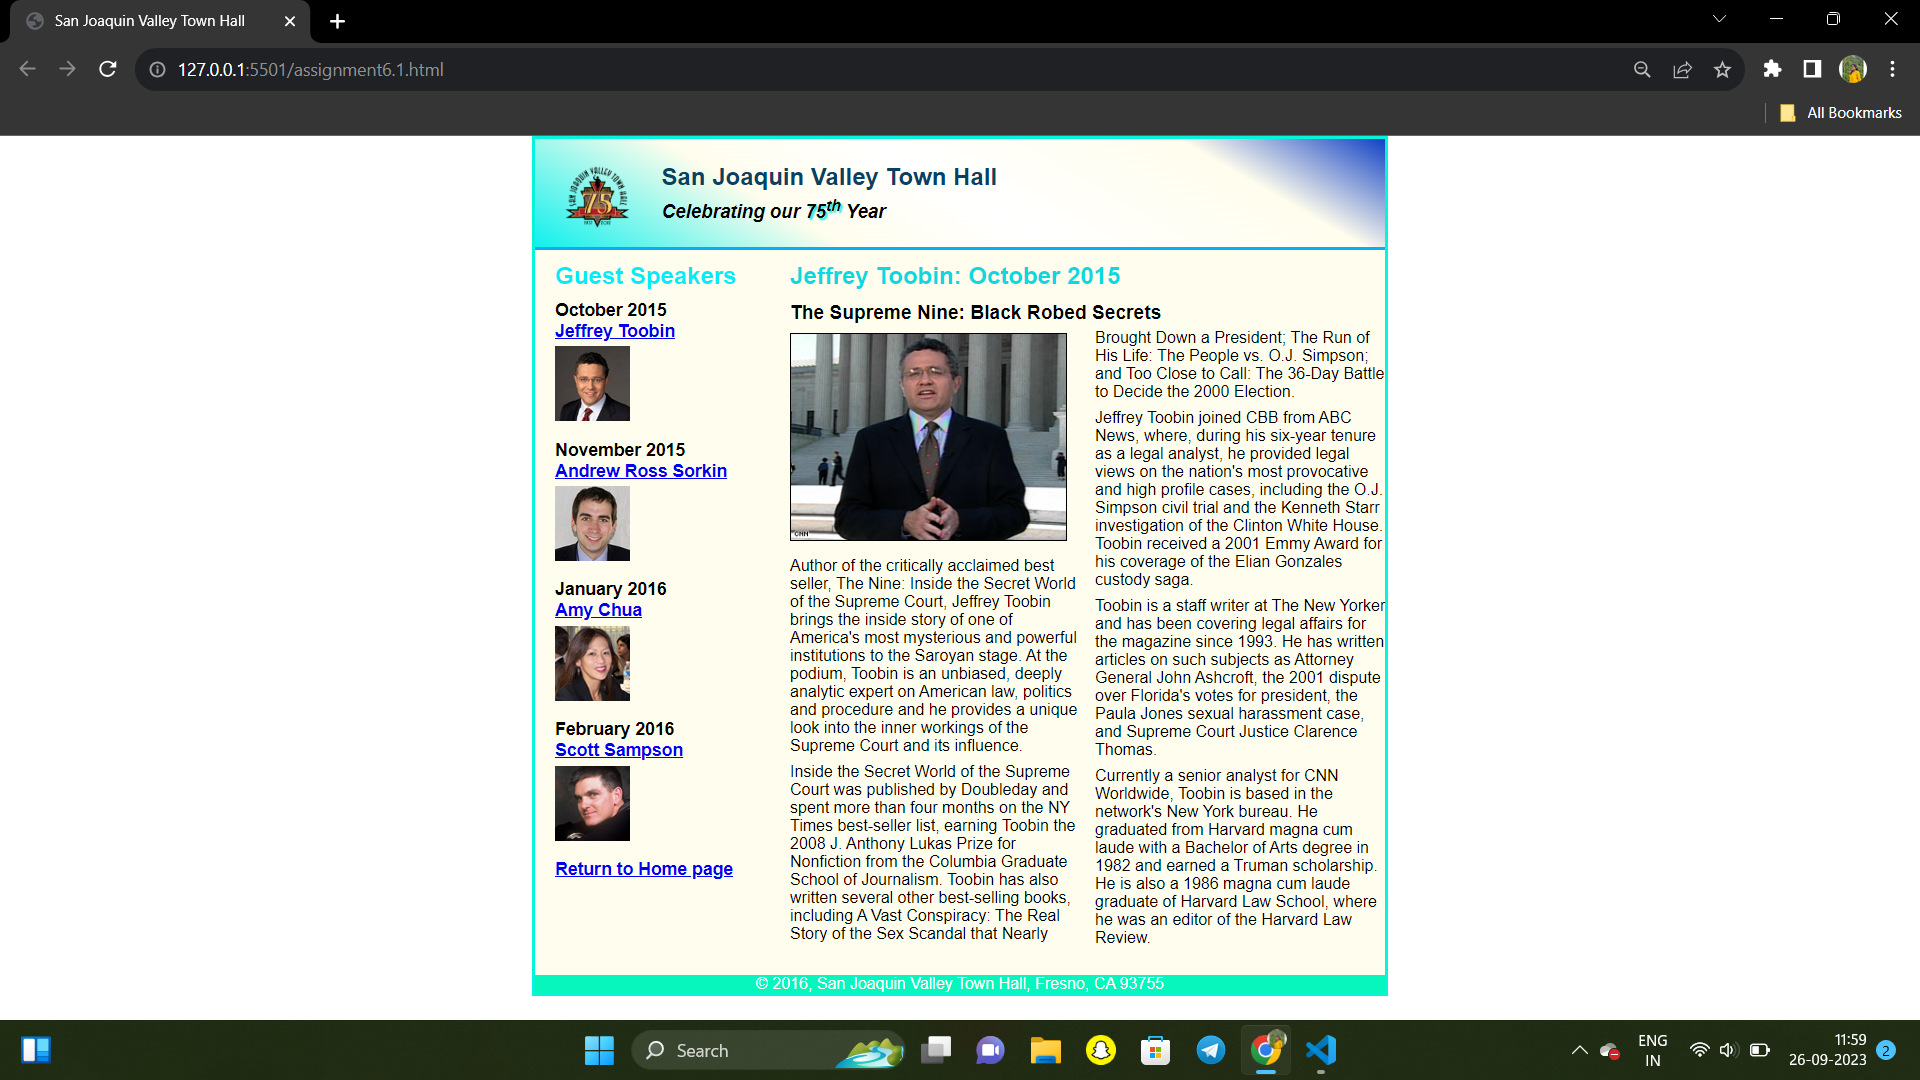 San Joaquin Valley Town Hall
127.0.0.1:5501/assignment6.1.html
All Bookmarks
SAN JOAQUIN VALLEY TOWN HALL
75
San Joaquin Valley Town Hall
Celebrating our 75th Year
Guest Speakers
October 2015
Jeffrey Toobin
November 2015
Andrew Ross Sorkin
January 2016
Amy Chua
February 2016
Scott Sampson
Return to Home page
Jeffrey Toobin: October 2015
The Supreme Nine: Black Robed Secrets
CNN
Author of the critically acclaimed best
seller, The Nine: Inside the Secret World
of the Supreme Court, Jeffrey Toobin
brings the inside story of one of
America's most mysterious and powerful
institutions to the Saroyan stage. At the
podium, Toobin is an unbiased, deeply
analytic expert on American law, politics
and procedure and he provides a unique
look into the inner workings of the
Supreme Court and its influence.
Inside the Secret World of the Supreme
Court was published by Doubleday and
spent more than four months on the NY
Times best-seller list, earning Toobin the
2008 J. Anthony Lukas Prize for
Nonfiction from the Columbia Graduate
School of Journalism. Toobin has also
written several other best-selling books,
including A Vast Conspiracy: The Real
Story of the Sex Scandal that Nearly
Brought Down a President; The Run of
His Life: The People vs. O.J. Simpson;
and Too Close to Call: The 36-Day Battle
to Decide the 2000 Election.
Jeffrey Toobin joined CBB from ABC
News, where, during his six-year tenure
as a legal analyst, he provided legal
views on the nation's most provocative
and high profile cases, including the O.J.
Simpson civil trial and the Kenneth Starr
investigation of the Clinton White House.
Toobin received a 2001 Emmy Award for
his coverage of the Elian Gonzales
custody saga.
Toobin is a staff writer at The New Yorker
and has been covering legal affairs for
the magazine since 1993. He has written
articles on such subjects as Attorney
General John Ashcroft, the 2001 dispute
over Florida's votes for president, the
Paula Jones sexual harassment case,
and Supreme Court Justice Clarence
Thomas.
Currently a senior analyst for CNN
Worldwide, Toobin is based in the
network's New York bureau. He
graduated from Harvard magna cum
laude with a Bachelor of Arts degree in
1982 and earned a Truman scholarship.
He is also a 1986 magna cum laude
graduate of Harvard Law School, where
he was an editor of the Harvard Law
Review.
© 2016, San Joaquin Valley Town Hall, Fresno, CA 93755
Search
ENG
IN
11:59
26-09-2023
2